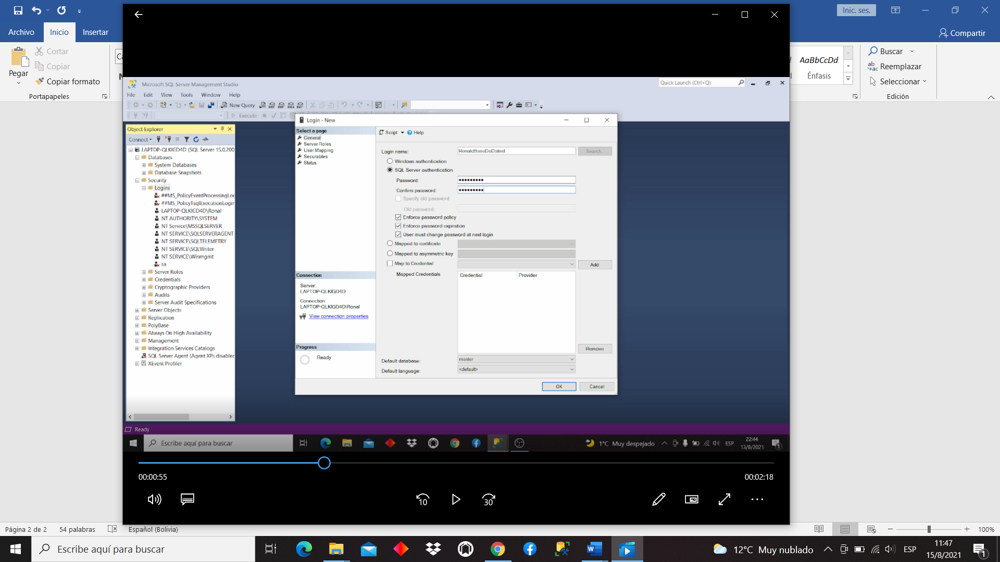 Inic. ses.
Archivo Inicio Insertar
Compartir
Pegar
Cortar
Copiar
Copiar formato
Portapapeles
AaBbCcDd
Énfasis
Buscar
Reemplazar
Seleccionar
Edición
Microsoft SQL Server Management Studio
Quick Launch (Ctrl+Q)
File Edit View Tools Window Help
New Query
Execute
Object Explorer
Connect
LAPTOP-QLKIGD4D (SQL Server 15.0.200
Databases
System Databases
Database Snapshots
Security
Logins
##MS_PolicyEventProcessingLog
##MS_PolicyTsqlExecutionLogin
LAPTOP-QLKIGD4D\Ronal
NT AUTHORITY\SYSTEM
NT Service\MSSQLSERVER
NT SERVICE\SQLSERVERAGENT
NT SERVICE\SQLTELEMETRY
NT SERVICE\SQLWriter
NT SERVICE\Winmgmt
sa
Server Roles
Credentials
Cryptographic Providers
Audits
Server Audit Specifications
Server Objects
Replication
PolyBase
Always On High Availability
Management
Integration Services Catalogs
SQL Server Agent (Agent XPs disabled
XEvent Profiler
Login - New
Select a page
General
Server Roles
User Mapping
Securables
Status
Connection
Server:
LAPTOP-QLKIGD4D
Connection:
LAPTOP-QLKIGD4D\Ronal
View connection properties
Progress
Ready
Script Help
Login name: RonaldBaseDeDatosI Search...
Windows authentication
SQL Server authentication
Password: •••••••••
Confirm password: •••••••••
Specify old password
Old password:
Enforce password policy
Enforce password expiration
User must change password at next login
Mapped to certificate
Mapped to asymmetric key
Map to Credential Add
Mapped Credentials Credential Provider
Remove
Default database: master
Default language: <default>
OK Cancel
Ready
Escribe aquí para buscar
1°C Muy despejado
ESP
22:44
13/8/2021
1
00:00:55
00:02:18
10
30
Página 2 de 2 54 palabras Español (Bolivia)
100%
Escribe aquí para buscar
12°C Muy nublado
ESP
11:47
15/8/2021
1